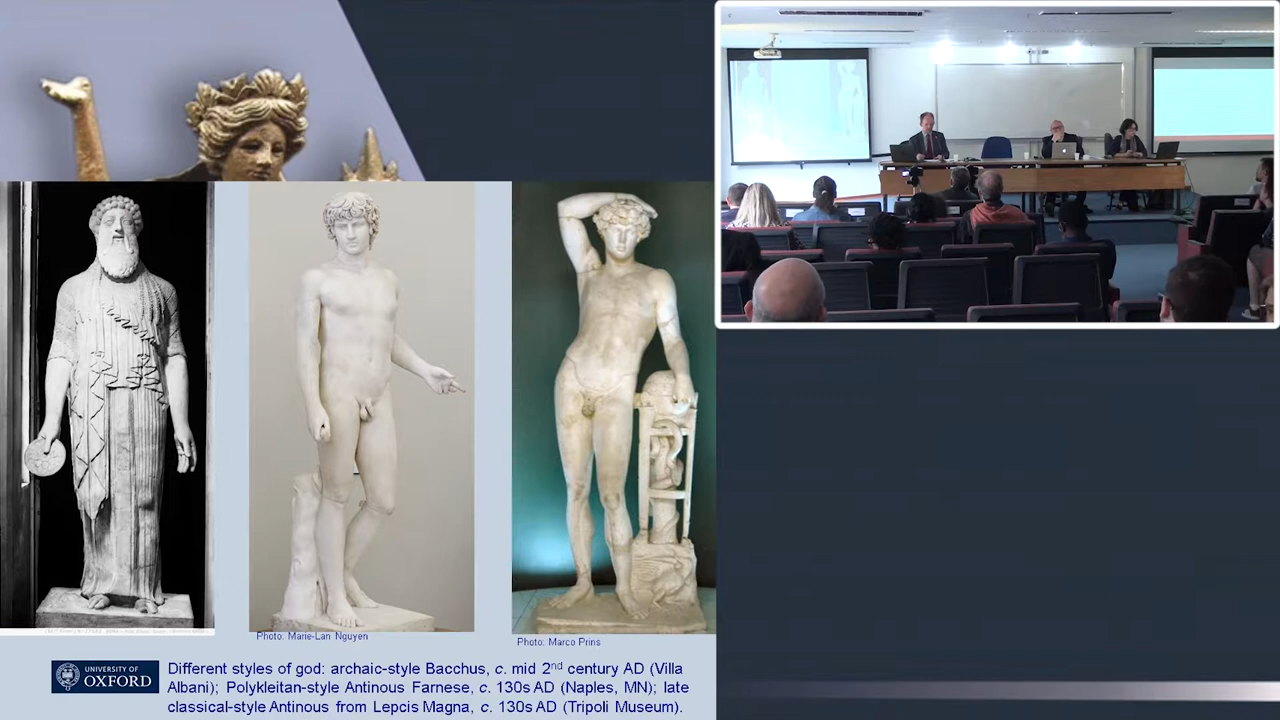 Photo: Marie-Lan Nguyen
Photo: Marco Prins
UNIVERSITY OF
OXFORD
Different styles of god: archaic-style Bacchus, c. mid 2nd century AD (Villa
Albani); Polykleitan-style Antinous Farnese, c. 130s AD (Naples, MN); late
classical-style Antinous from Lepcis Magna, c. 130s AD (Tripoli Museum).